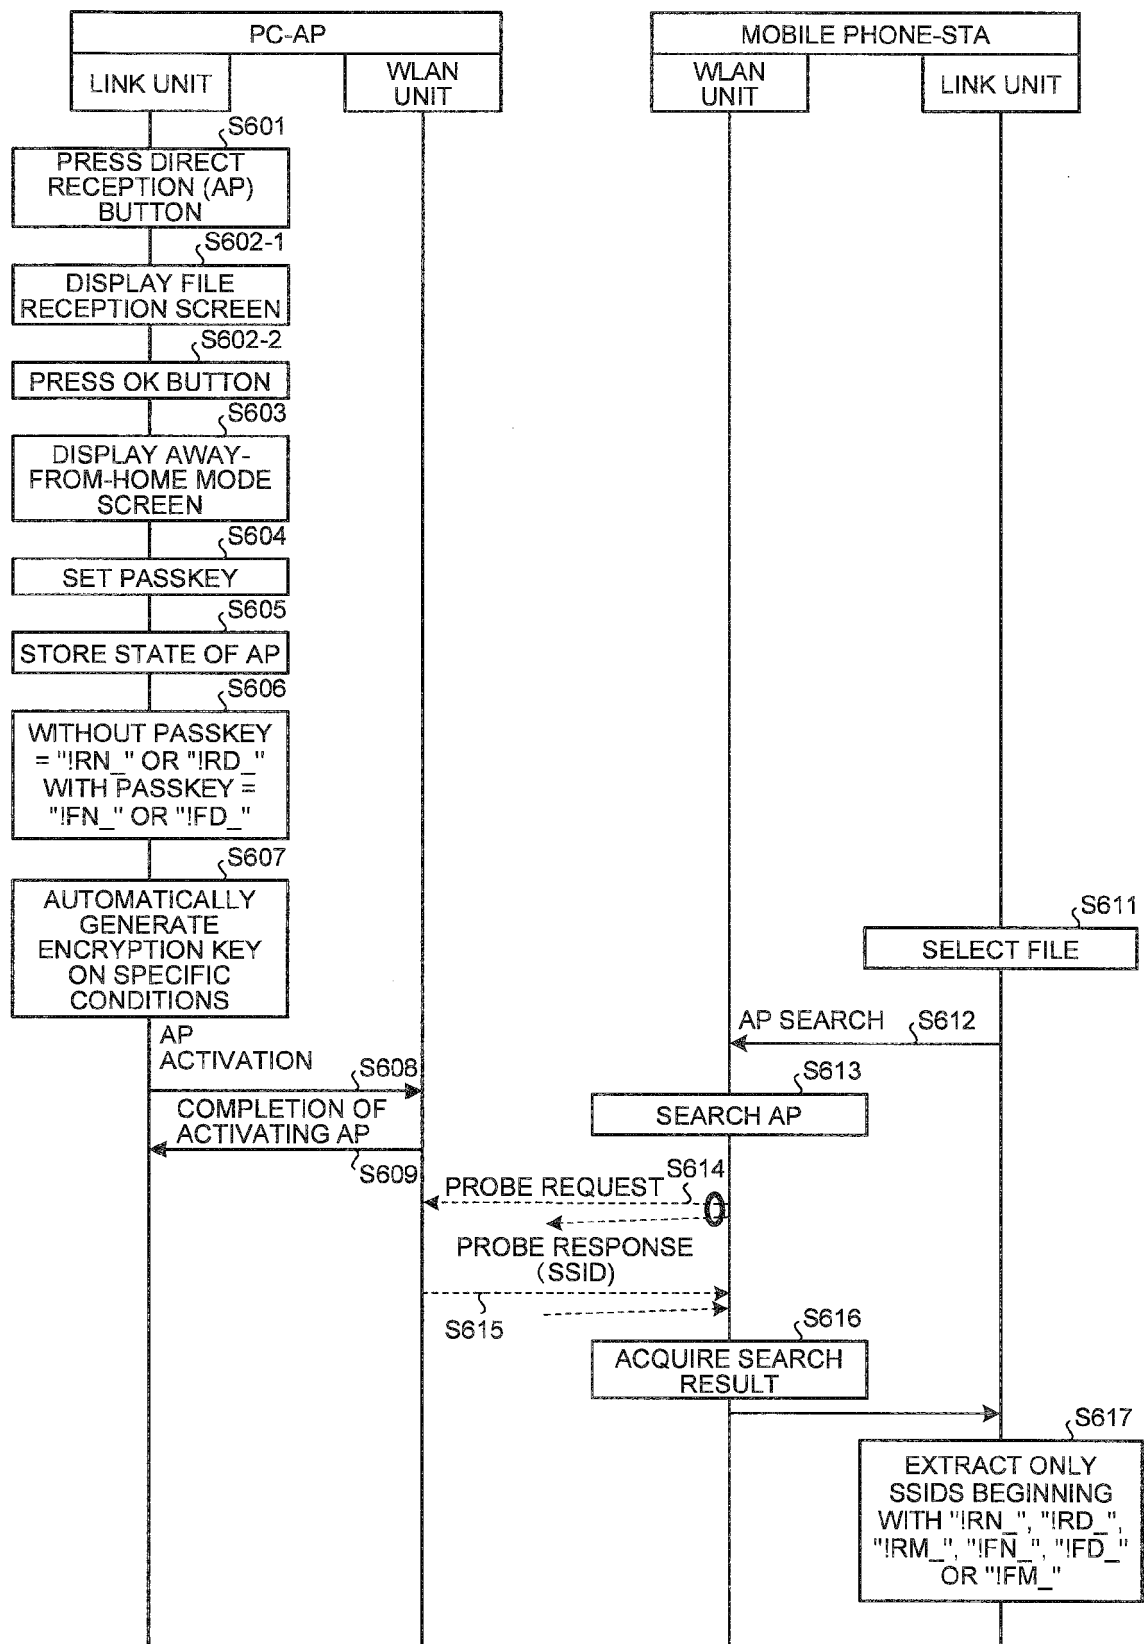 PC-AP
MOBILE PHONE-STA
LINK UNIT
WLAN
UNIT
WLAN
UNIT
LINK UNIT
S601
PRESS DIRECT
RECEPTION (AP)
BUTTON
S602-1
DISPLAY FILE
RECEPTION SCREEN
S602-2
PRESS OK BUTTON
S603
DISPLAY AWAY-
FROM-HOME MODE
SCREEN
S604
SET PASSKEY
S605
STORE STATE OF AP
S606
WITHOUT PASSKEY
= "!RN_" OR "!RD_"
WITH PASSKEY =
"!FN_" OR "!FD_"
S607
AUTOMATICALLY
GENERATE
ENCRYPTION KEY
ON SPECIFIC
CONDITIONS
S611
SELECT FILE
AP SEARCH
S612
AP
ACTIVATION
S608
S613
SEARCH AP
COMPLETION OF
ACTIVATING AP
S609
S614
PROBE REQUEST
PROBE RESPONSE
(SSID)
S615
S616
ACQUIRE SEARCH
RESULT
S617
EXTRACT ONLY
SSIDS BEGINNING
WITH "!RN_", "!RD_",
"!RM_", "!FN_", "!FD_"
OR "!FM_"